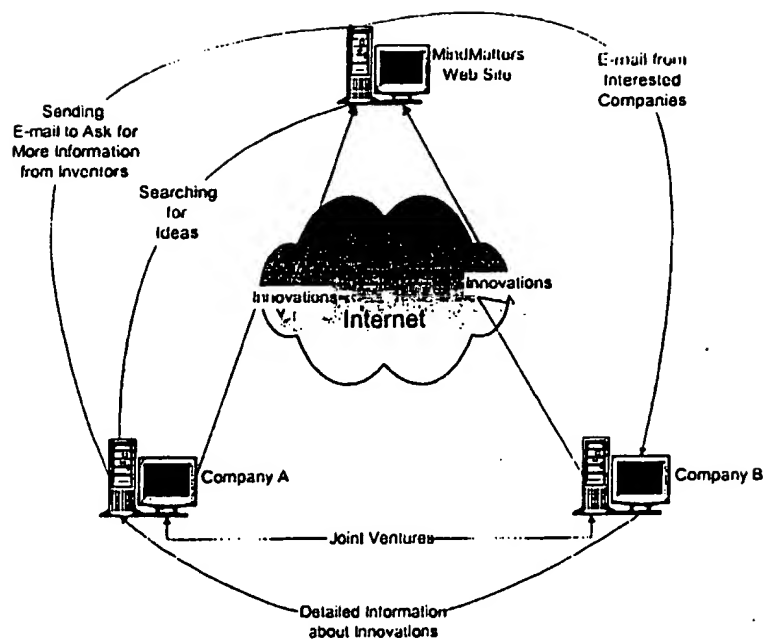 MindMatters
Web Site
E-mail from
Interested
Companies
Sending
E-mail to Ask for
More Information
from Inventors
Searching
for
Ideas
Innovations
Innovations
Internet
Company A
Company B
Joint Ventures
Detailed Information
about Innovations